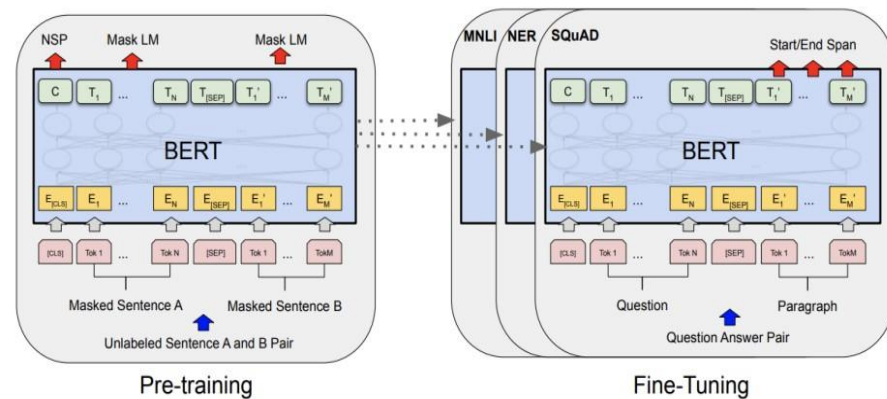 NSP Mask LM Mask LM
C T1 ... TN T[SEP] T1' ... TM'
BERT
E[CLS] E1 ... EN E[SEP] E1' ... EM'
[CLS] Tok 1 ... Tok N [SEP] Tok 1 ... TokM
Masked Sentence A Masked Sentence B
Unlabeled Sentence A and B Pair
Pre-training
MNLI NER SQuAD
Start/End Span
C T1 ... TN T[SEP] T1' ... TM'
BERT
E[CLS] E1 ... EN E[SEP] E1' ... EM'
[CLS] Tok 1 ... Tok N [SEP] Tok 1 ... TokM
Question Paragraph
Question Answer Pair
Fine-Tuning